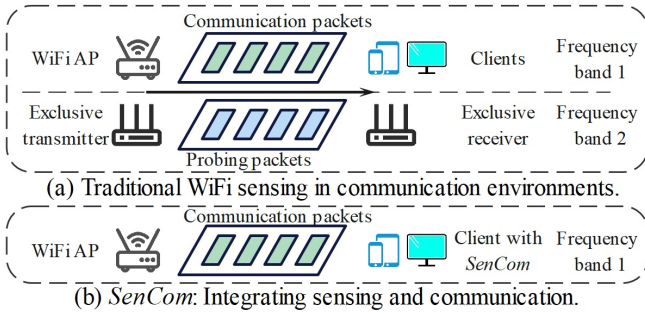 Communication packets
WiFi AP
Clients
Frequency
band 1
Exclusive
transmitter
Exclusive
receiver
Frequency
band 2
Probing packets
(a) Traditional WiFi sensing in communication environments.
Communication packets
WiFi AP
Client with
SenCom
Frequency
band 1
(b) SenCom: Integrating sensing and communication.